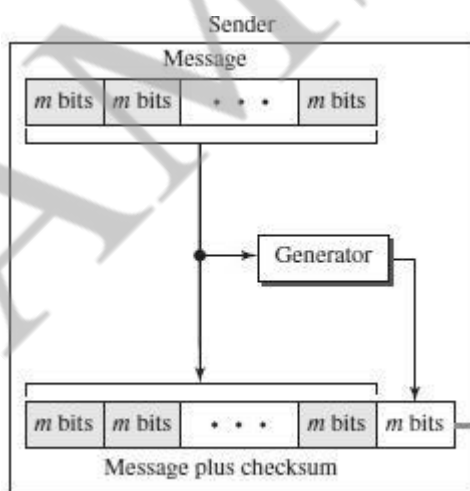 Sender
Message
m bits m bits • • • m bits
Generator
m bits m bits • • • m bits m bits
Message plus checksum